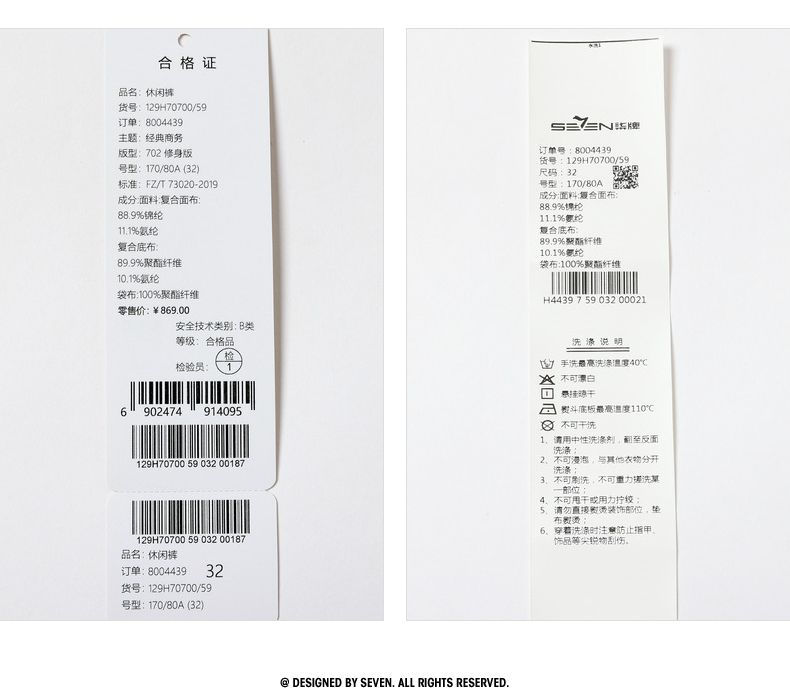 合格证
品名：休闲裤
货号：129H70700/59
订单：8004439
主题：经典商务
版型：702 修身版
号型：170/80A (32)
标准：FZ/T 73020-2019
成分:面料:复合面布:
88.9%锦纶
11.1%氨纶
复合底布:
89.9%聚酯纤维
10.1%氨纶
袋布:100%聚酯纤维
零售价：¥869.00
安全技术类别：B类
等级：合格品
检验员：检 1
6 902474 914095
129H70700 59 032 00187
129H70700 59 032 00187
品名：休闲裤
订单：8004439 32
货号：129H70700/59
号型：170/80A (32)
水洗1
SEVEN 柒牌
订单号：8004439
货号：129H70700/59
尺码：32
号型：170/80A
成分:面料:复合面布:
88.9%锦纶
11.1%氨纶
复合底布:
89.9%聚酯纤维
10.1%氨纶
袋布:100%聚酯纤维
H4439 7 59 032 00021
洗涤说明
手洗最高洗涤温度40℃
不可漂白
悬挂晾干
熨斗底板最高温度110℃
不可干洗
1、请用中性洗涤剂，翻至反面
洗涤；
2、不可浸泡，与其他衣物分开
洗涤；
3、不可刷洗，不可重力搓洗某
一部位；
4、不可甩干或用力拧绞；
5、请勿直接熨烫装饰部位，垫
布熨烫；
6、穿着洗涤时注意防止指甲、
饰品等尖锐物刮伤。
@ DESIGNED BY SEVEN. ALL RIGHTS RESERVED.